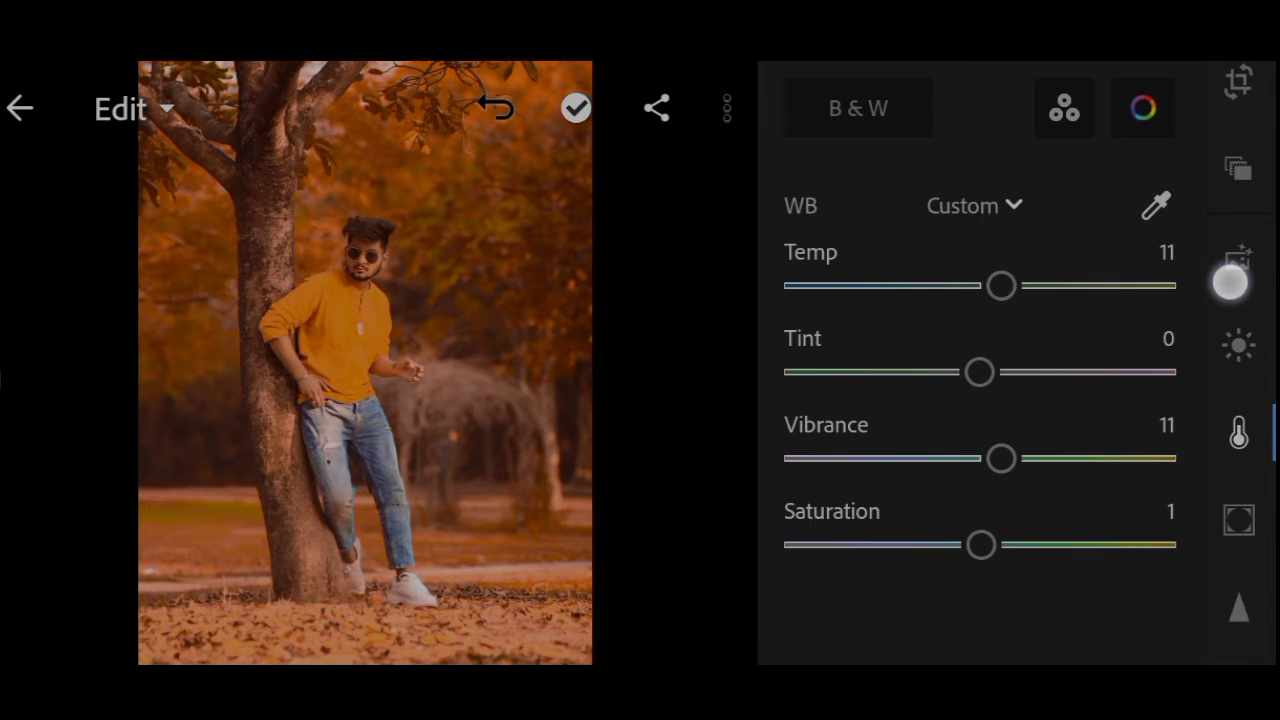 Edit
B & W
WB Custom
Temp 11
Tint 0
Vibrance 11
Saturation 1